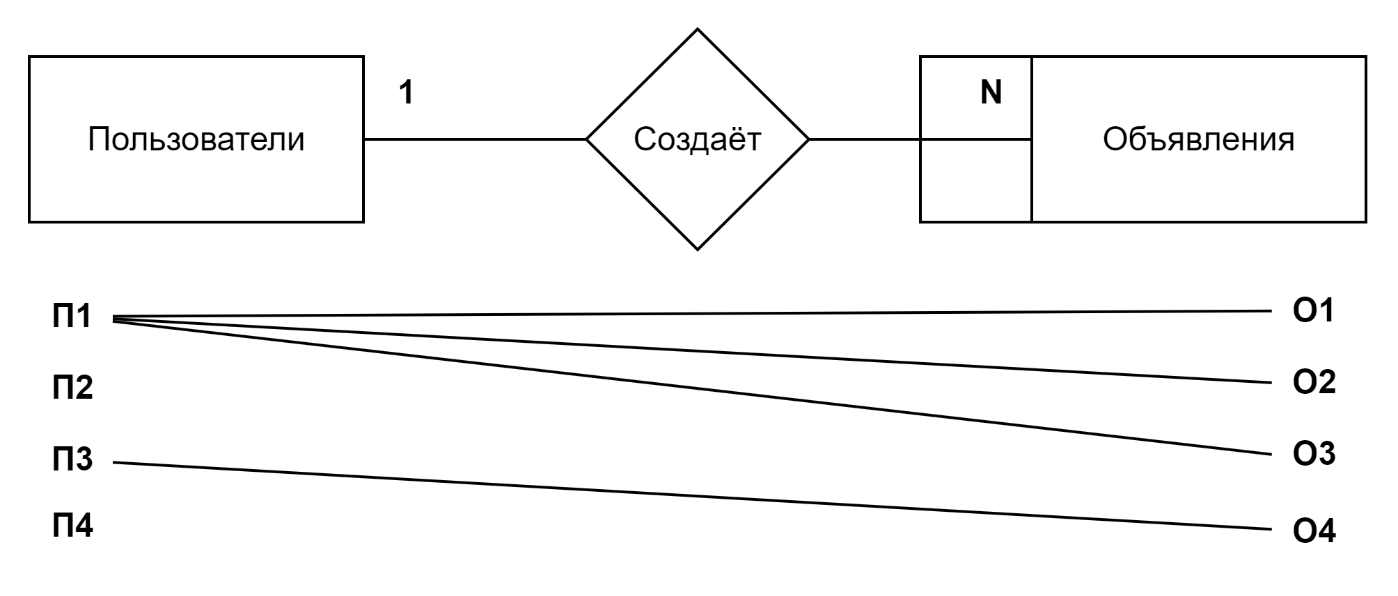 1
N
Пользователи
Создаёт
Объявления
П1
О1
П2
О2
П3
О3
П4
О4